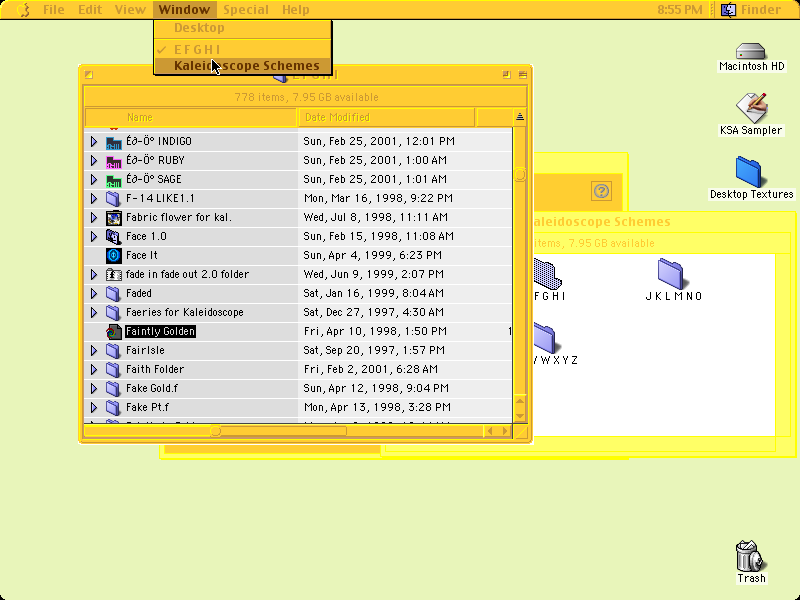 File Edit View Window Special Help 8:55 PM Finder
Desktop
✓ E F G H I
Kaleidoscope Schemes
E F G H I
778 items, 7.95 GB available
Name Date Modified
É∂-Öº INDIGO Sun, Feb 25, 2001, 12:01 PM
É∂-Öº RUBY Sun, Feb 25, 2001, 1:00 AM
É∂-Öº SAGE Sun, Feb 25, 2001, 1:01 AM
F-14 LIKE1.1 Mon, Mar 16, 1998, 9:22 PM
Fabric flower for kal. Wed, Jul 8, 1998, 11:11 AM
Face 1.0 Sun, Feb 15, 1998, 11:08 AM
Face It Sun, Apr 4, 1999, 6:23 PM
fade in fade out 2.0 folder Wed, Jun 9, 1999, 2:07 PM
Faded Sat, Jan 16, 1999, 8:04 AM
Faeries for Kaleidoscope Sat, Dec 27, 1997, 4:30 AM
Faintly Golden Fri, Apr 10, 1998, 1:50 PM 1
FairIsle Sat, Sep 20, 1997, 1:57 PM
Faith Folder Fri, Feb 2, 2001, 6:28 AM
Fake Gold.f Sun, Apr 12, 1998, 9:04 PM
Fake Pt.f Mon, Apr 13, 1998, 3:28 PM
aleidoscope Schemes
items, 7.95 GB available
F G H I
J K L M N O
W X Y Z
Macintosh HD
KSA Sampler
Desktop Textures
Trash